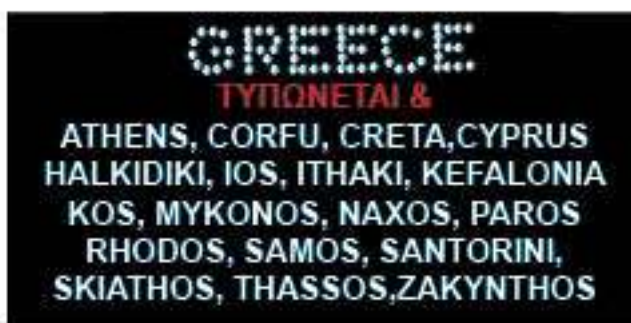 GREECE
ΤΥΠΩΝΕΤΑΙ &
ATHENS, CORFU, CRETA,CYPRUS
HALKIDIKI, IOS, ITHAKI, KEFALONIA
KOS, MYKONOS, NAXOS, PAROS
RHODOS, SAMOS, SANTORINI,
SKIATHOS, THASSOS,ZAKYNTHOS